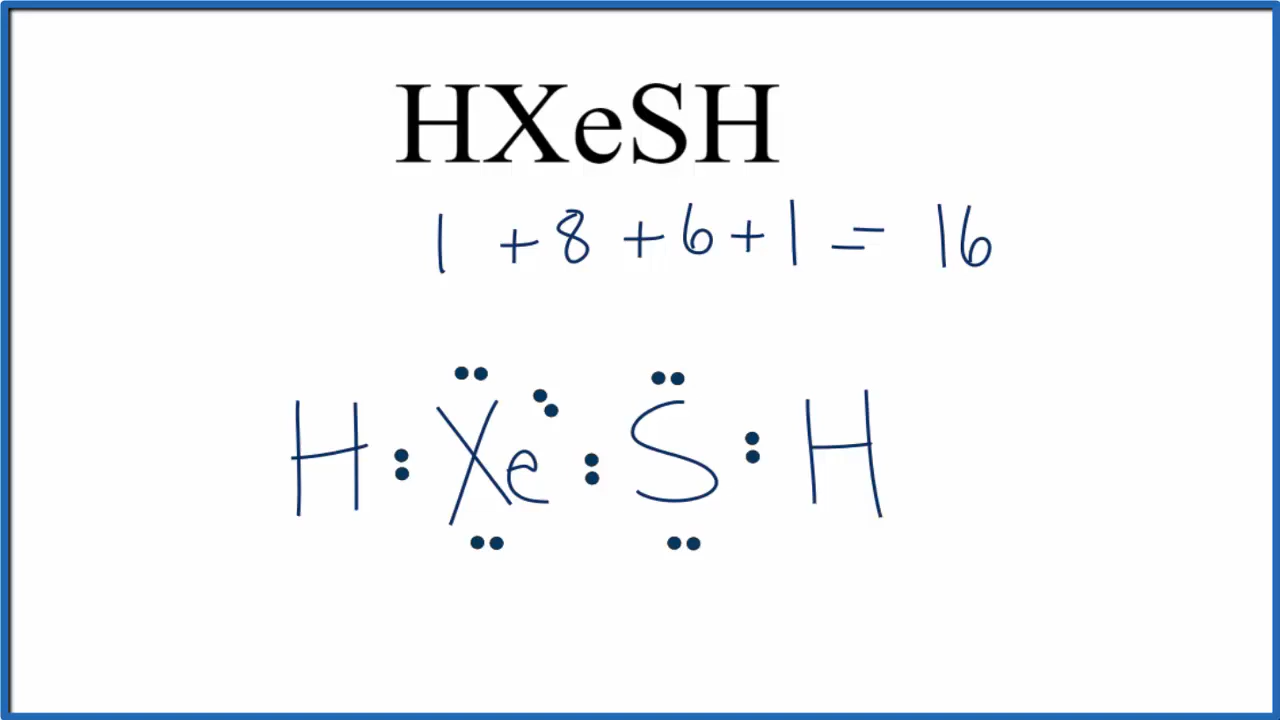 HXeSH
1 + 8 + 6 + 1 = 16
H : Xe : S : H